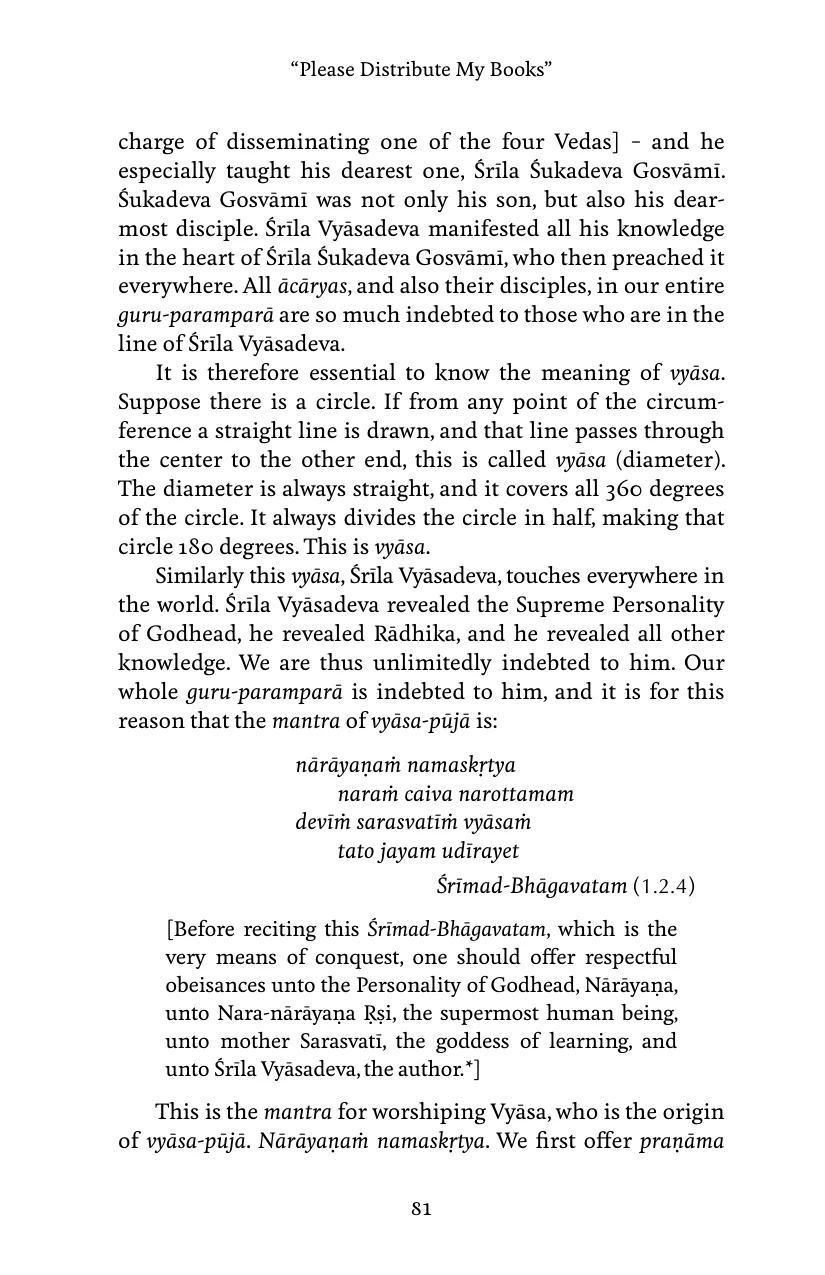 “Please Distribute My Books”
charge of disseminating one of the four Vedas] – and he
especially taught his dearest one, Śrīla Śukadeva Gosvāmī.
Śukadeva Gosvāmī was not only his son, but also his dear-
most disciple. Śrīla Vyāsadeva manifested all his knowledge
in the heart of Śrīla Śukadeva Gosvāmī, who then preached it
everywhere. All ācāryas, and also their disciples, in our entire
guru-paramparā are so much indebted to those who are in the
line of Śrīla Vyāsadeva.
It is therefore essential to know the meaning of vyāsa.
Suppose there is a circle. If from any point of the circum-
ference a straight line is drawn, and that line passes through
the center to the other end, this is called vyāsa (diameter).
The diameter is always straight, and it covers all 360 degrees
of the circle. It always divides the circle in half, making that
circle 180 degrees. This is vyāsa.
Similarly this vyāsa, Śrīla Vyāsadeva, touches everywhere in
the world. Śrīla Vyāsadeva revealed the Supreme Personality
of Godhead, he revealed Rādhika, and he revealed all other
knowledge. We are thus unlimitedly indebted to him. Our
whole guru-paramparā is indebted to him, and it is for this
reason that the mantra of vyāsa-pūjā is:
nārāyaṇaṁ namaskṛtya
naraṁ caiva narottamam
devīṁ sarasvatīṁ vyāsaṁ
tato jayam udīrayet
Śrīmad-Bhāgavatam (1.2.4)
[Before reciting this Śrīmad-Bhāgavatam, which is the
very means of conquest, one should offer respectful
obeisances unto the Personality of Godhead, Nārāyaṇa,
unto Nara-nārāyaṇa Ṛṣi, the supermost human being,
unto mother Sarasvatī, the goddess of learning, and
unto Śrīla Vyāsadeva, the author.*]
This is the mantra for worshiping Vyāsa, who is the origin
of vyāsa-pūjā. Nārāyaṇaṁ namaskṛtya. We first offer praṇāma
81